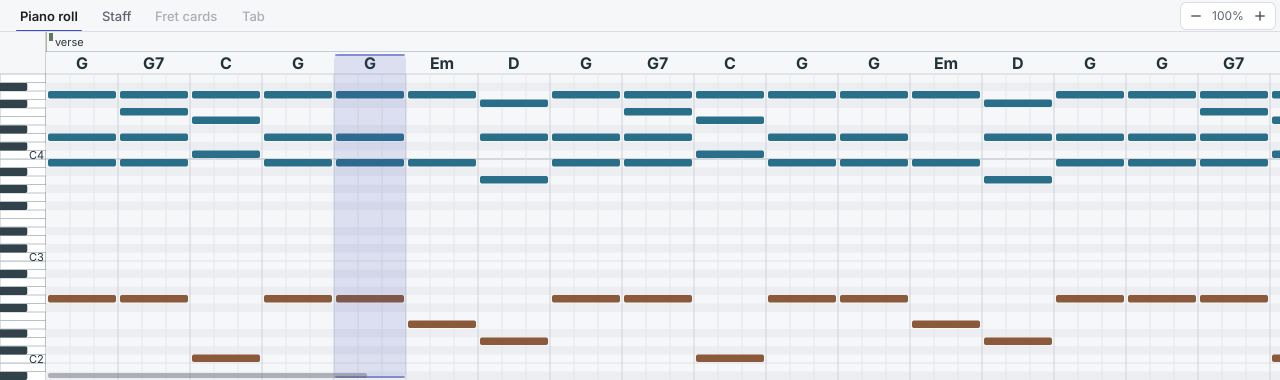 Piano roll Staff Fret cards Tab − 100% +
verse
G G7 C G G Em D G G7 C G G Em D G G G7
C4
C3
C2